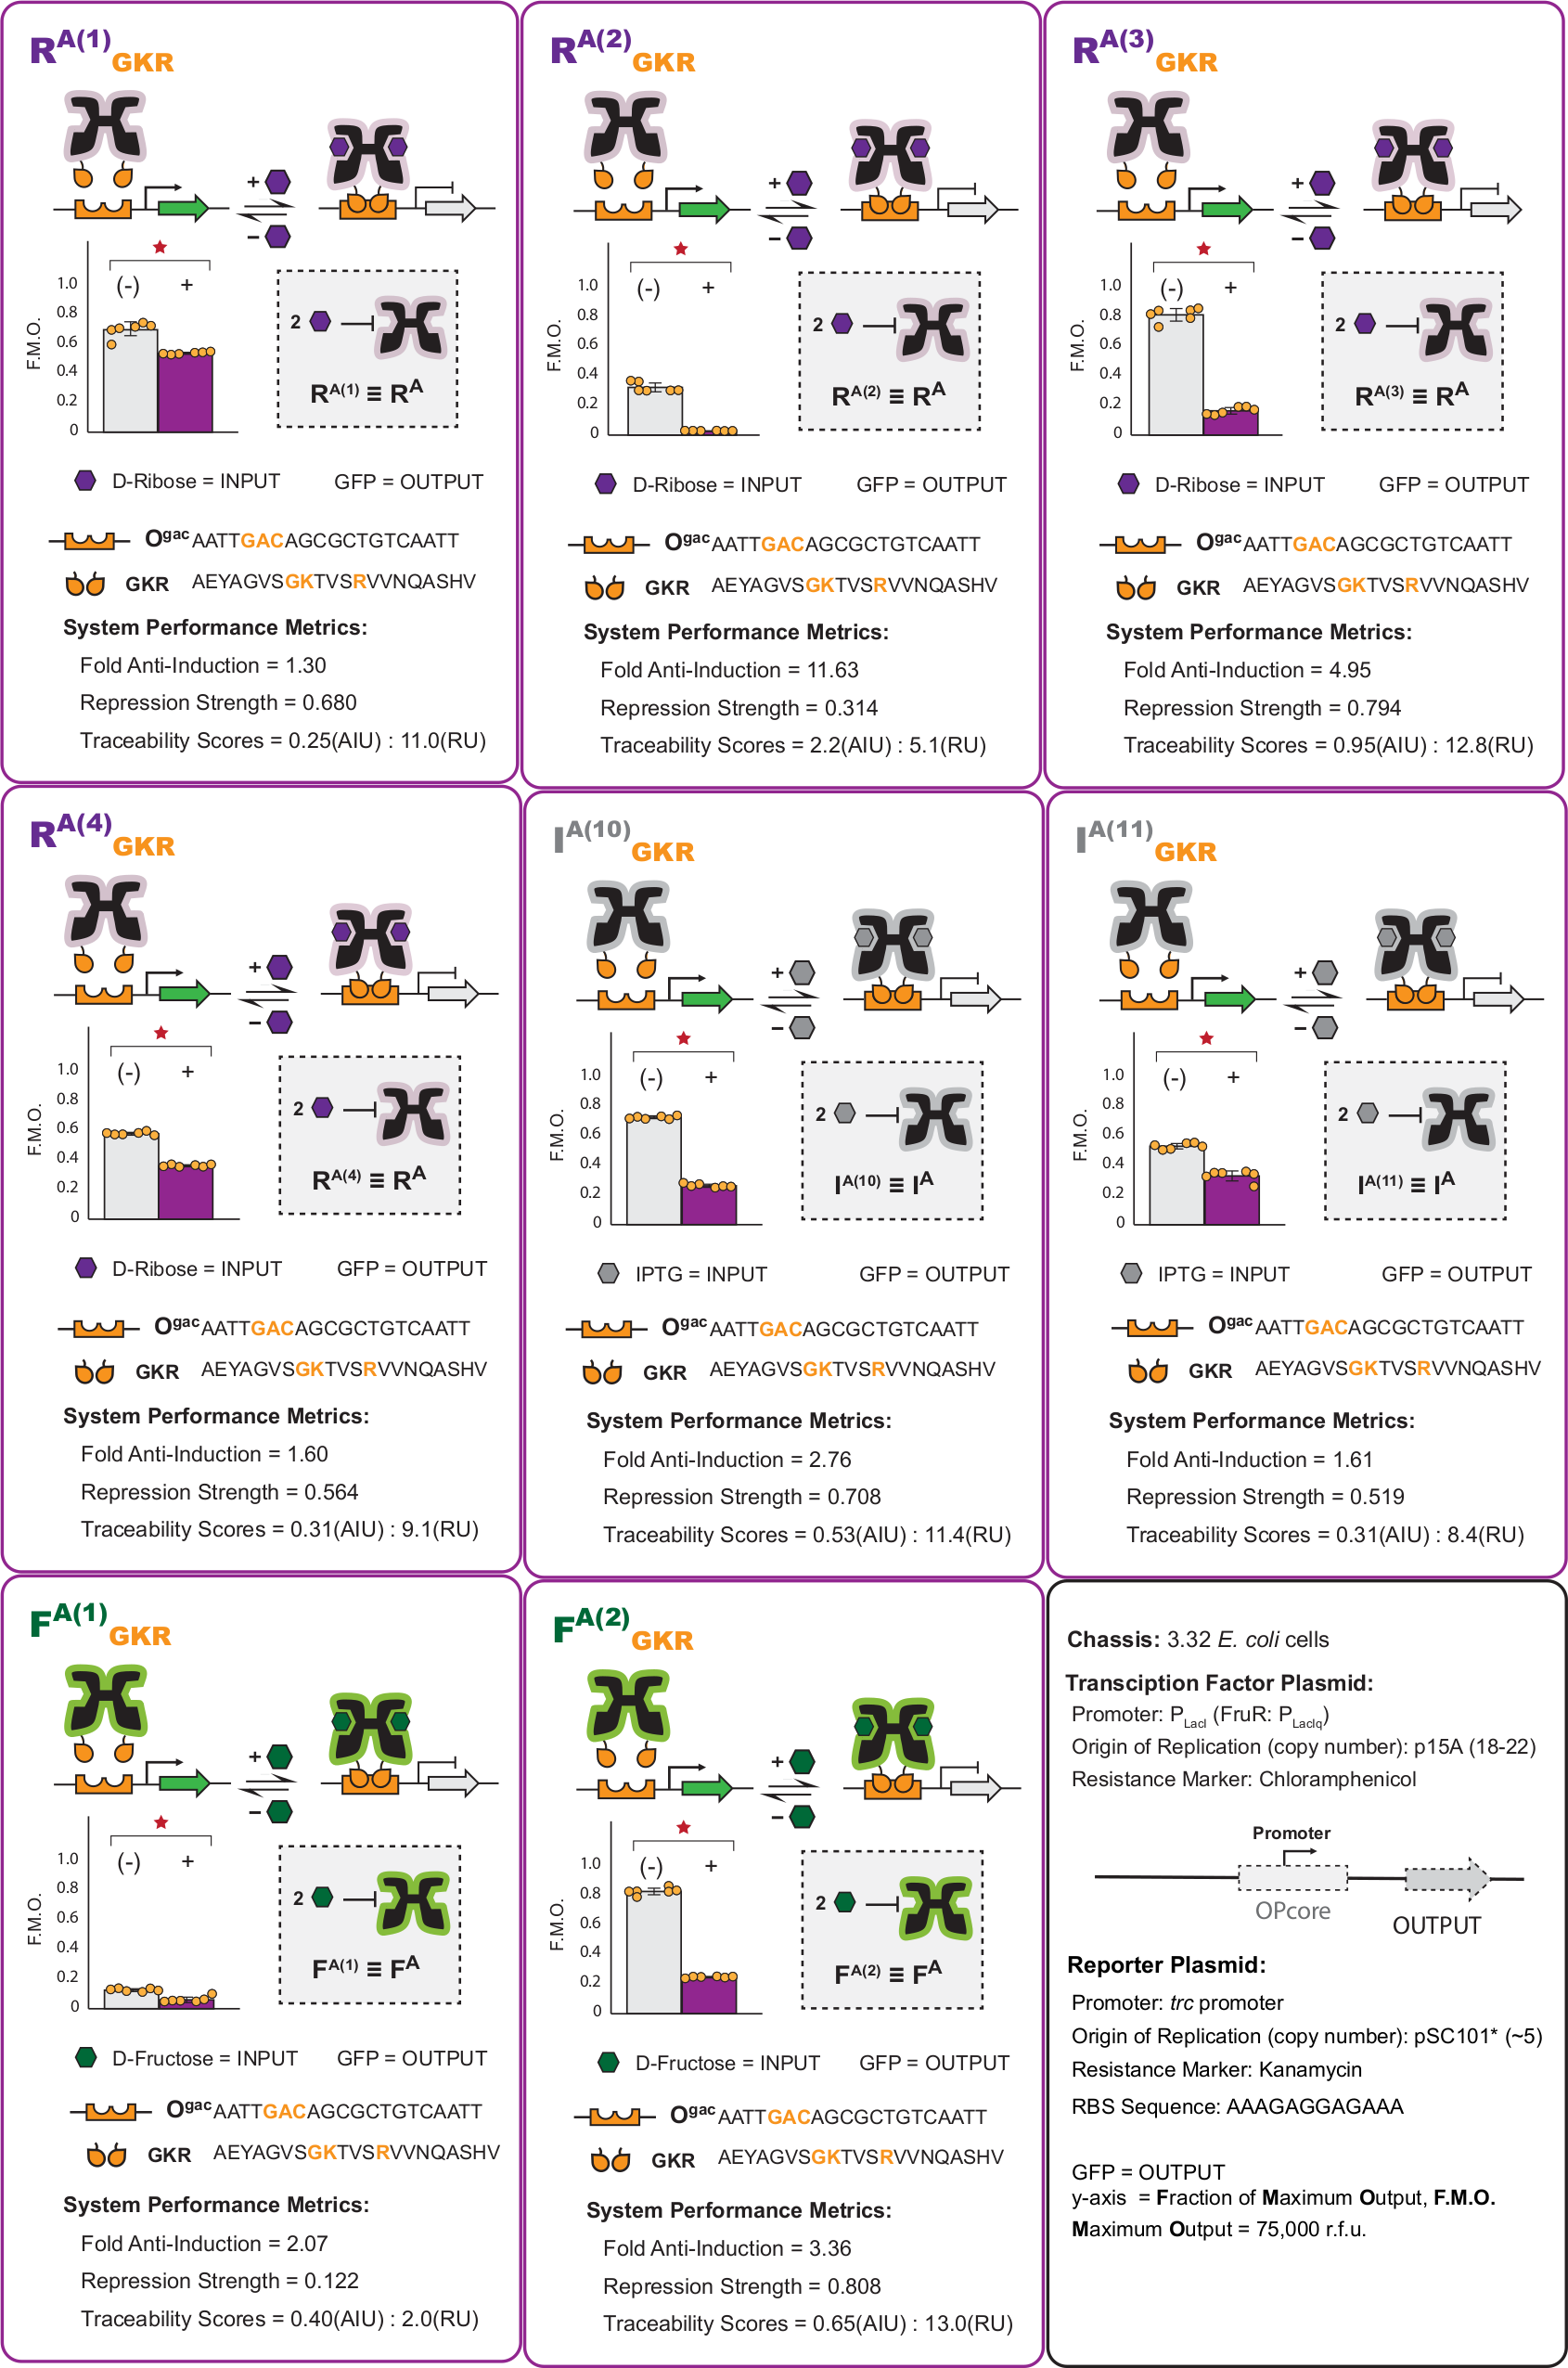 R^A(1) GKR
+
−
(-) +
F.M.O.
1.0
0.8
0.6
0.4
0.2
0
2
R^A(1) ≡ R^A
D-Ribose = INPUT GFP = OUTPUT
O^gac AATTGACAGCGCTGTCAATT
GKR AEYAGVSGKTVSRVVNQASHV
System Performance Metrics:
Fold Anti-Induction = 1.30
Repression Strength = 0.680
Traceability Scores = 0.25(AIU) : 11.0(RU)
R^A(2) GKR
+
−
(-) +
F.M.O.
1.0
0.8
0.6
0.4
0.2
0
2
R^A(2) ≡ R^A
D-Ribose = INPUT GFP = OUTPUT
O^gac AATTGACAGCGCTGTCAATT
GKR AEYAGVSGKTVSRVVNQASHV
System Performance Metrics:
Fold Anti-Induction = 11.63
Repression Strength = 0.314
Traceability Scores = 2.2(AIU) : 5.1(RU)
R^A(3) GKR
+
−
(-) +
F.M.O.
1.0
0.8
0.6
0.4
0.2
0
2
R^A(3) ≡ R^A
D-Ribose = INPUT GFP = OUTPUT
O^gac AATTGACAGCGCTGTCAATT
GKR AEYAGVSGKTVSRVVNQASHV
System Performance Metrics:
Fold Anti-Induction = 4.95
Repression Strength = 0.794
Traceability Scores = 0.95(AIU) : 12.8(RU)
R^A(4) GKR
+
−
(-) +
F.M.O.
1.0
0.8
0.6
0.4
0.2
0
2
R^A(4) ≡ R^A
D-Ribose = INPUT GFP = OUTPUT
O^gac AATTGACAGCGCTGTCAATT
GKR AEYAGVSGKTVSRVVNQASHV
System Performance Metrics:
Fold Anti-Induction = 1.60
Repression Strength = 0.564
Traceability Scores = 0.31(AIU) : 9.1(RU)
I^A(10) GKR
+
−
(-) +
F.M.O.
1.0
0.8
0.6
0.4
0.2
0
2
I^A(10) ≡ I^A
IPTG = INPUT GFP = OUTPUT
O^gac AATTGACAGCGCTGTCAATT
GKR AEYAGVSGKTVSRVVNQASHV
System Performance Metrics:
Fold Anti-Induction = 2.76
Repression Strength = 0.708
Traceability Scores = 0.53(AIU) : 11.4(RU)
I^A(11) GKR
+
−
(-) +
F.M.O.
1.0
0.8
0.6
0.4
0.2
0
2
I^A(11) ≡ I^A
IPTG = INPUT GFP = OUTPUT
O^gac AATTGACAGCGCTGTCAATT
GKR AEYAGVSGKTVSRVVNQASHV
System Performance Metrics:
Fold Anti-Induction = 1.61
Repression Strength = 0.519
Traceability Scores = 0.31(AIU) : 8.4(RU)
F^A(1) GKR
+
−
(-) +
F.M.O.
1.0
0.8
0.6
0.4
0.2
0
2
F^A(1) ≡ F^A
D-Fructose = INPUT GFP = OUTPUT
O^gac AATTGACAGCGCTGTCAATT
GKR AEYAGVSGKTVSRVVNQASHV
System Performance Metrics:
Fold Anti-Induction = 2.07
Repression Strength = 0.122
Traceability Scores = 0.40(AIU) : 2.0(RU)
F^A(2) GKR
+
−
(-) +
F.M.O.
1.0
0.8
0.6
0.4
0.2
0
2
F^A(2) ≡ F^A
D-Fructose = INPUT GFP = OUTPUT
O^gac AATTGACAGCGCTGTCAATT
GKR AEYAGVSGKTVSRVVNQASHV
System Performance Metrics:
Fold Anti-Induction = 3.36
Repression Strength = 0.808
Traceability Scores = 0.65(AIU) : 13.0(RU)
Chassis: 3.32 E. coli cells
Transciption Factor Plasmid:
Promoter: P_LacI (FruR: P_LacIq)
Origin of Replication (copy number): p15A (18-22)
Resistance Marker: Chloramphenicol
Promoter
OPcore
OUTPUT
Reporter Plasmid:
Promoter: trc promoter
Origin of Replication (copy number): pSC101* (~5)
Resistance Marker: Kanamycin
RBS Sequence: AAAGAGGAGAAA
GFP = OUTPUT
y-axis = Fraction of Maximum Output, F.M.O.
Maximum Output = 75,000 r.f.u.